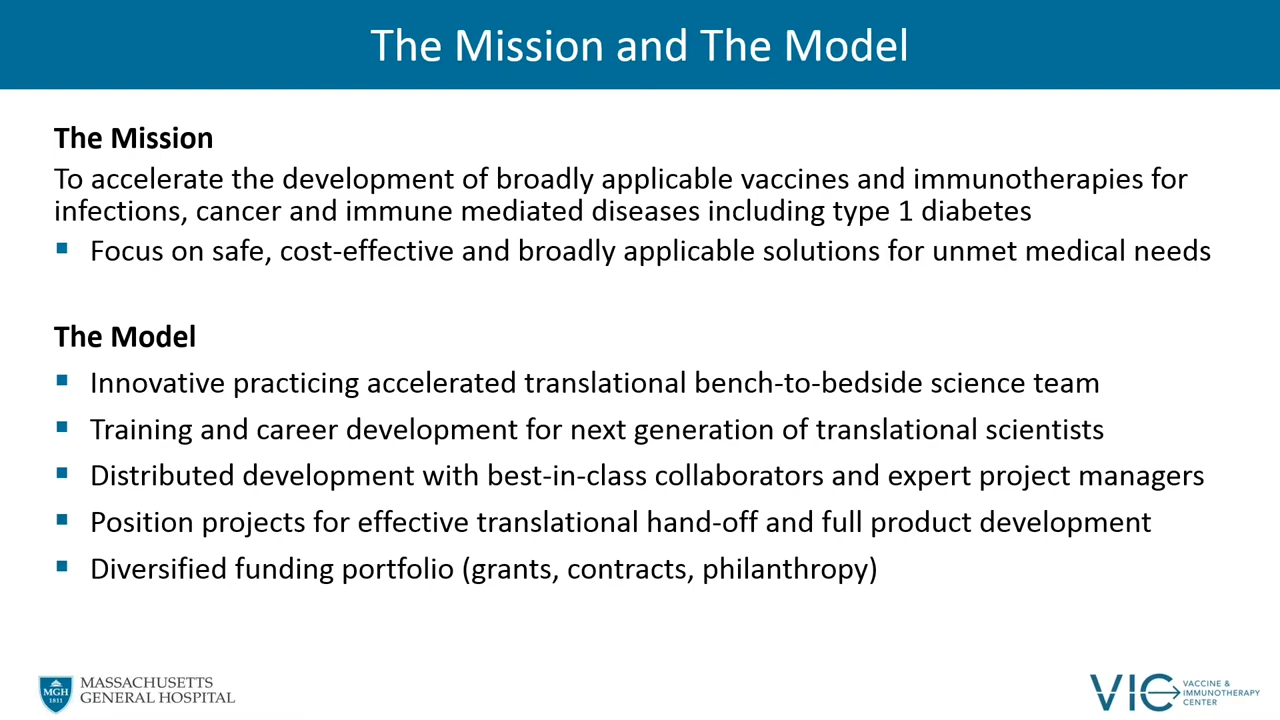 The Mission and The Model
The Mission
To accelerate the development of broadly applicable vaccines and immunotherapies for
infections, cancer and immune mediated diseases including type 1 diabetes
▪ Focus on safe, cost-effective and broadly applicable solutions for unmet medical needs
The Model
▪ Innovative practicing accelerated translational bench-to-bedside science team
▪ Training and career development for next generation of translational scientists
▪ Distributed development with best-in-class collaborators and expert project managers
▪ Position projects for effective translational hand-off and full product development
▪ Diversified funding portfolio (grants, contracts, philanthropy)
MGH
1811
MASSACHUSETTS
GENERAL HOSPITAL
VIC
VACCINE &
IMMUNOTHERAPY
CENTER